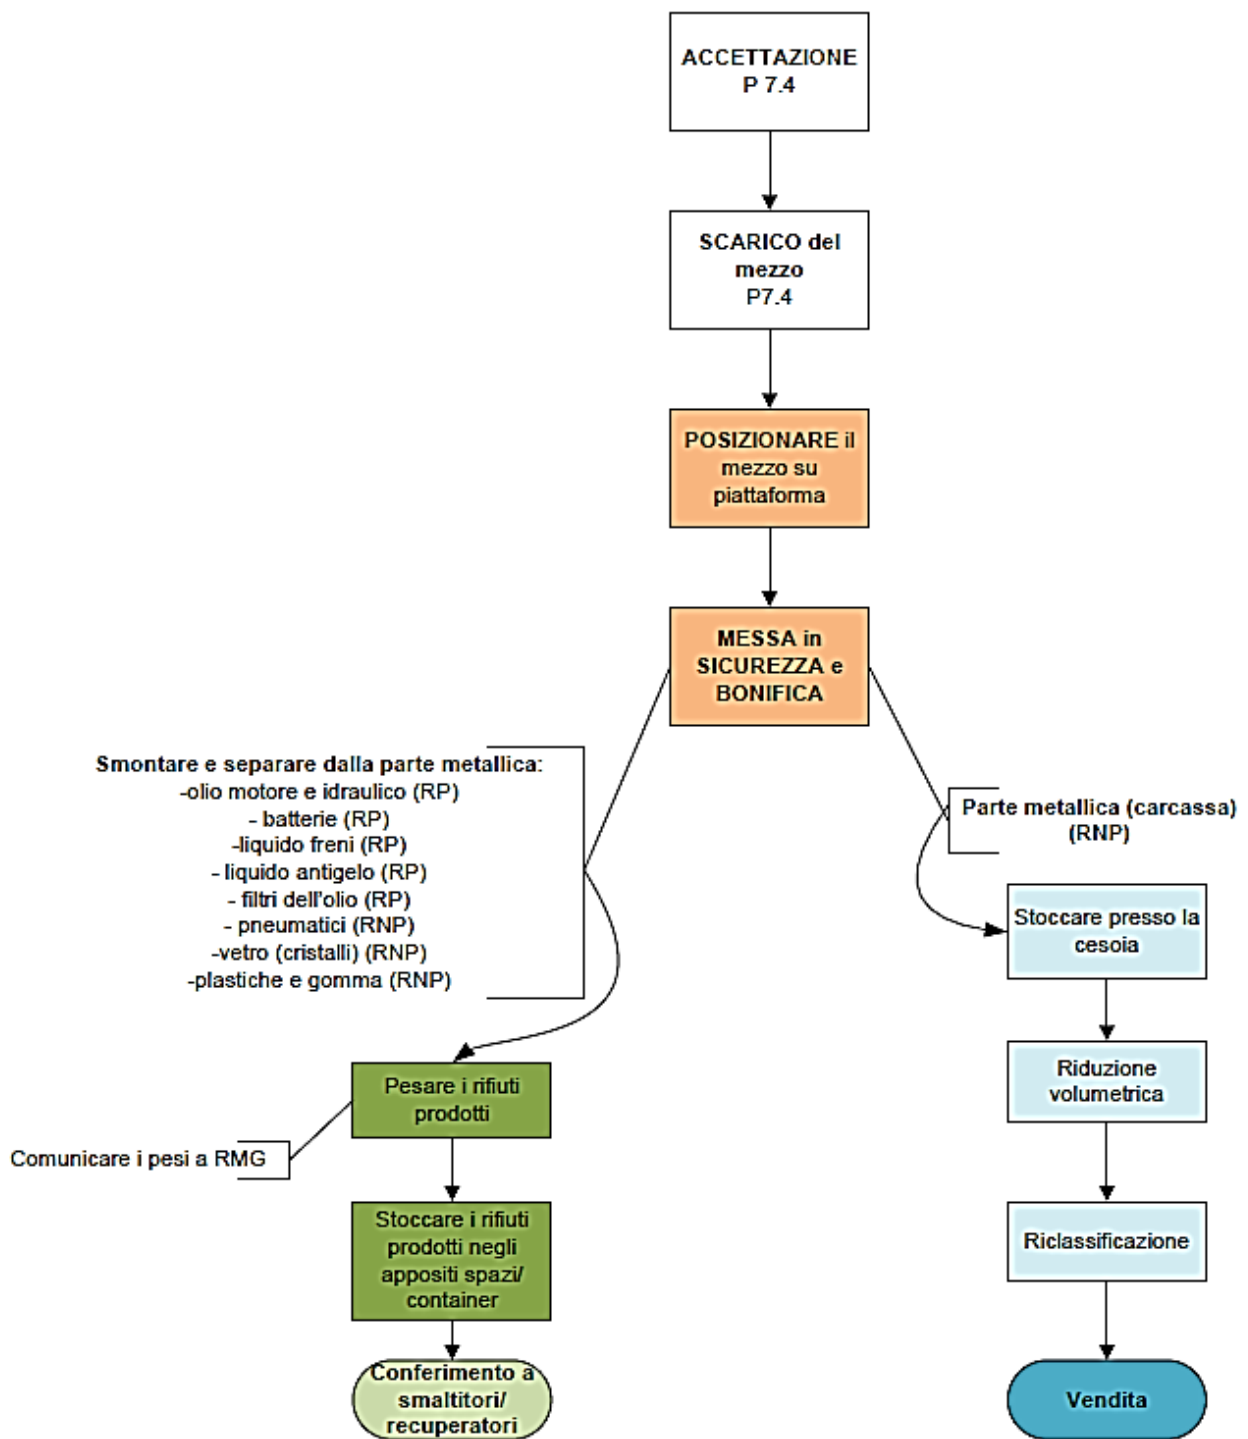 ACCETTAZIONE
P 7.4
SCARICO del
mezzo
P7.4
POSIZIONARE il
mezzo su
piattaforma
MESSA in
SICUREZZA e
BONIFICA
Smontare e separare dalla parte metallica:
-olio motore e idraulico (RP)
- batterie (RP)
-liquido freni (RP)
- liquido antigelo (RP)
- filtri dell'olio (RP)
- pneumatici (RNP)
-vetro (cristalli) (RNP)
-plastiche e gomma (RNP)
Parte metallica (carcassa)
(RNP)
Stoccare presso la
cesoia
Pesare i rifiuti
prodotti
Riduzione
volumetrica
Comunicare i pesi a RMG
Stoccare i rifiuti
prodotti negli
appositi spazi/
container
Riclassificazione
Conferimento a
smaltitori/
recuperatori
Vendita